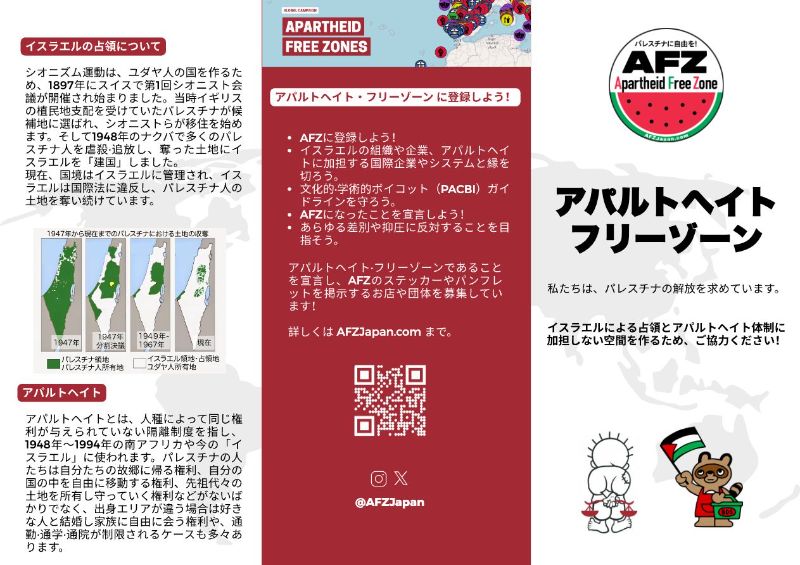 イスラエルの占領について
シオニズム運動は、ユダヤ人の国を作るた
め、1897年にスイスで第1回シオニスト会
議が開催され始まりました。当時イギリス
の植民地支配を受けていたパレスチナが候
補地に選ばれ、シオニストらが移住を始め
ます。そして1948年のナクバで多くのパレ
スチナ人を虐殺·追放し、奪った土地にイ
スラエルを「建国」しました。
現在、国境はイスラエルに管理され、イス
ラエルは国際法に違反し、パレスチナ人の
土地を奪い続けています。
1947年から現在までのパレスチナにおける土地の収奪
1947年
1947年
分割決議
1949年-
1967年
現在
パレスチナ領地
パレスチナ人所有地
イスラエル領地·占領地
ユダヤ人所有地
アパルトヘイト
アパルトヘイトとは、人種によって同じ権
利が与えられていない隔離制度を指し、
1948年〜1994年の南アフリカや今の「イ
スラエル」に使われます。パレスチナの人
たちは自分たちの故郷に帰る権利、自分の
国の中を自由に移動する権利、先祖代々の
土地を所有し守っていく権利などがないば
かりでなく、出身エリアが違う場合は好き
な人と結婚し家族に自由に会う権利や、通
勤·通学·通院が制限されるケースも多々あ
ります。
GLOBAL CAMPAIGN
APARTHEID
FREE ZONES
アパルトヘイト・フリーゾーン に登録しよう！
• AFZに登録しよう！
• イスラエルの組織や企業、アパルトヘイ
トに加担する国際企業やシステムと縁を
切ろう。
• 文化的·学術的ボイコット（PACBI）ガイ
ドラインを守ろう。
• AFZになったことを宣言しよう！
• あらゆる差別や抑圧に反対することを目
指そう。
アパルトヘイト·フリーゾーンであること
を宣言し、AFZのステッカーやパンフレ
ットを掲示するお店や団体を募集してい
ます！
詳しくは AFZJapan.com まで。
@AFZJapan
パレスチナに自由を！
AFZ
Apartheid Free Zone
AFZJapan.com
アパルトヘイト
フリーゾーン
私たちは、パレスチナの解放を求めています。
イスラエルによる占領とアパルトヘイト体制に
加担しない空間を作るため、ご協力ください！
BDS